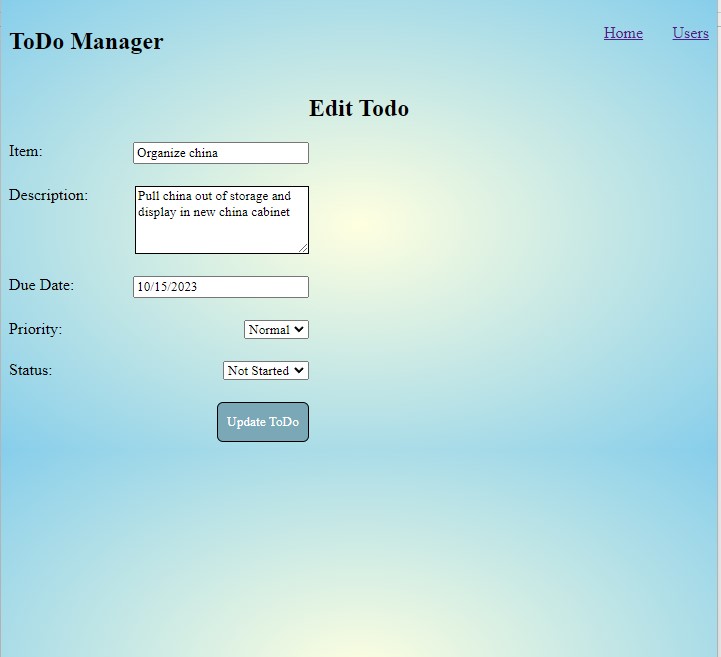 ToDo Manager
Home Users
Edit Todo
Item: Organize china
Description: Pull china out of storage and
display in new china cabinet
Due Date: 10/15/2023
Priority: Normal
Status: Not Started
Update ToDo